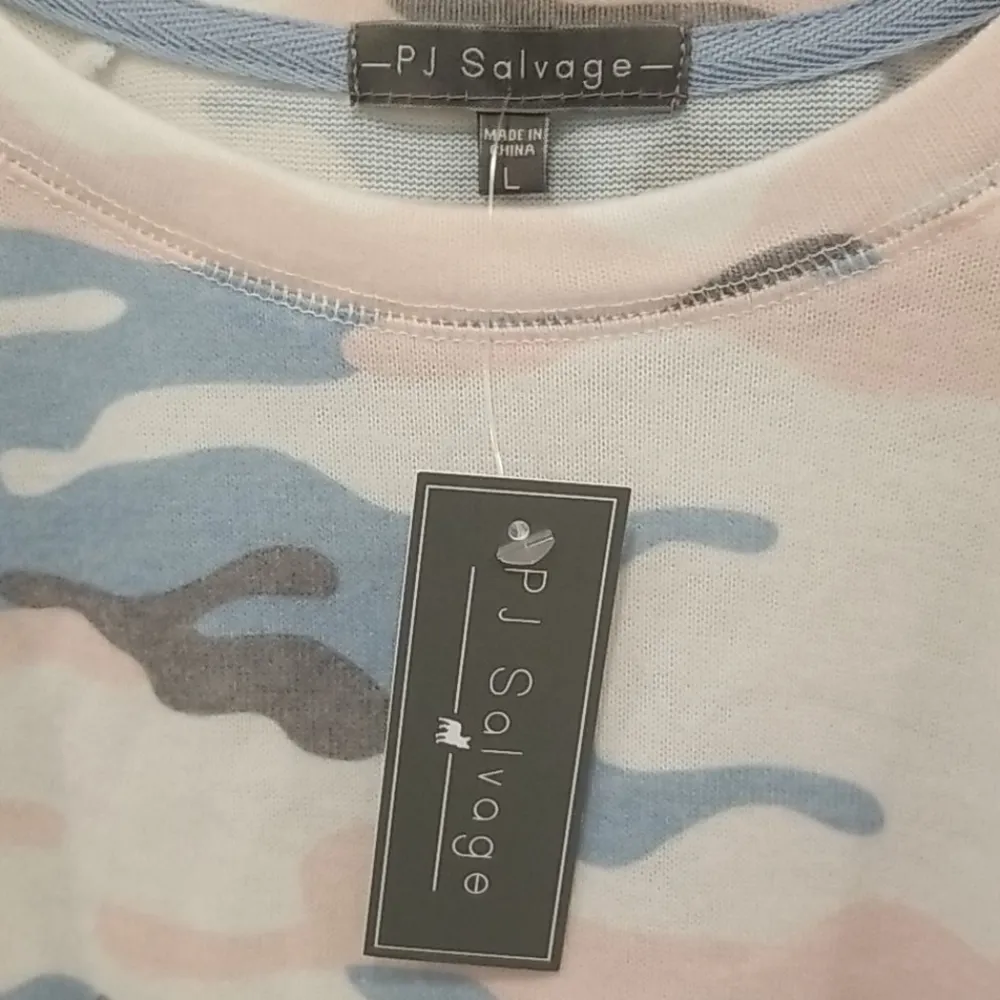 —PJ Salvage—
MADE IN
CHINA
L
PJ Salvage